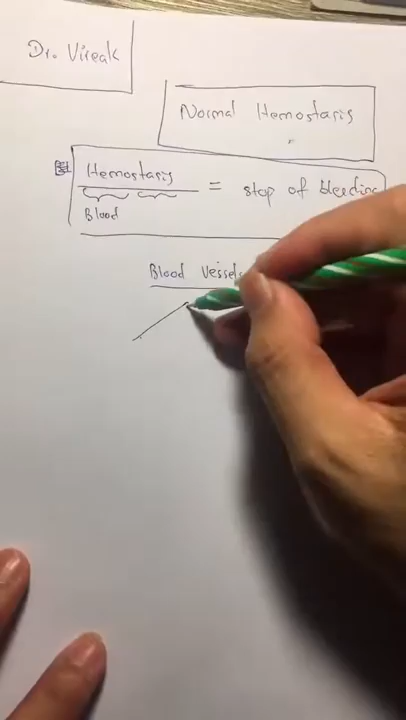 Dr. Vireak
Normal Hemostasis
Hemostasis = stop of bleeding
Blood
Blood Vessels